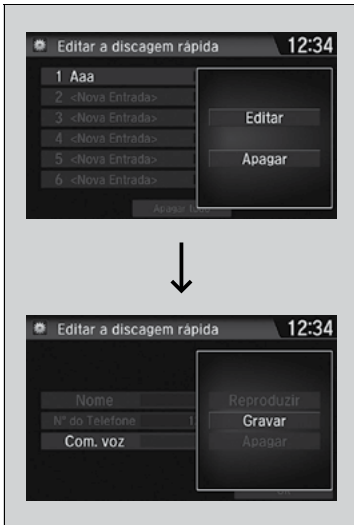 Editar a discagem rápida 12:34
1 Aaa
2 <Nova Entrada>
3 <Nova Entrada>
4 <Nova Entrada>
5 <Nova Entrada>
6 <Nova Entrada>
Editar
Apagar
Apagar Todo
Editar a discagem rápida 12:34
Nome
Nº do Telefone
Com. voz
Reproduzir
Gravar
Apagar
OK